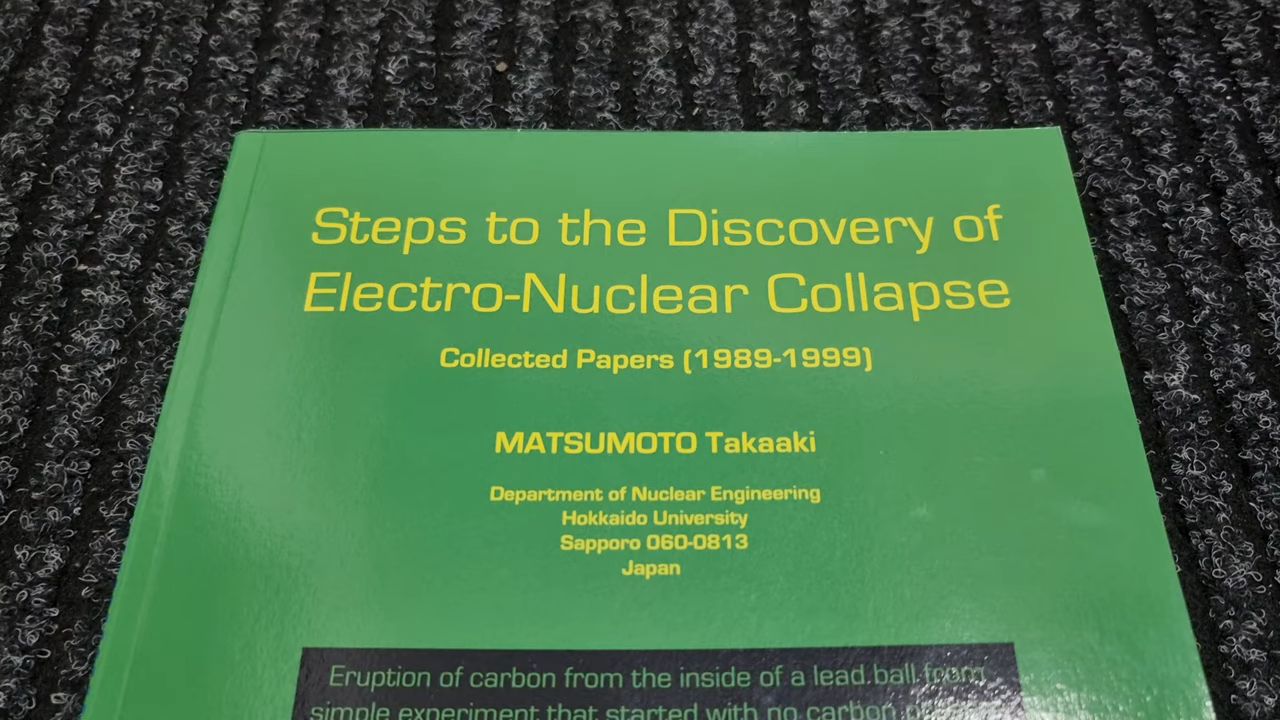 Steps to the Discovery of
Electro-Nuclear Collapse
Collected Papers (1989-1999)
MATSUMOTO Takaaki
Department of Nuclear Engineering
Hokkaido University
Sapporo 060-0813
Japan
Eruption of carbon from the inside of a lead ball from
simple experiment that started with no carbon